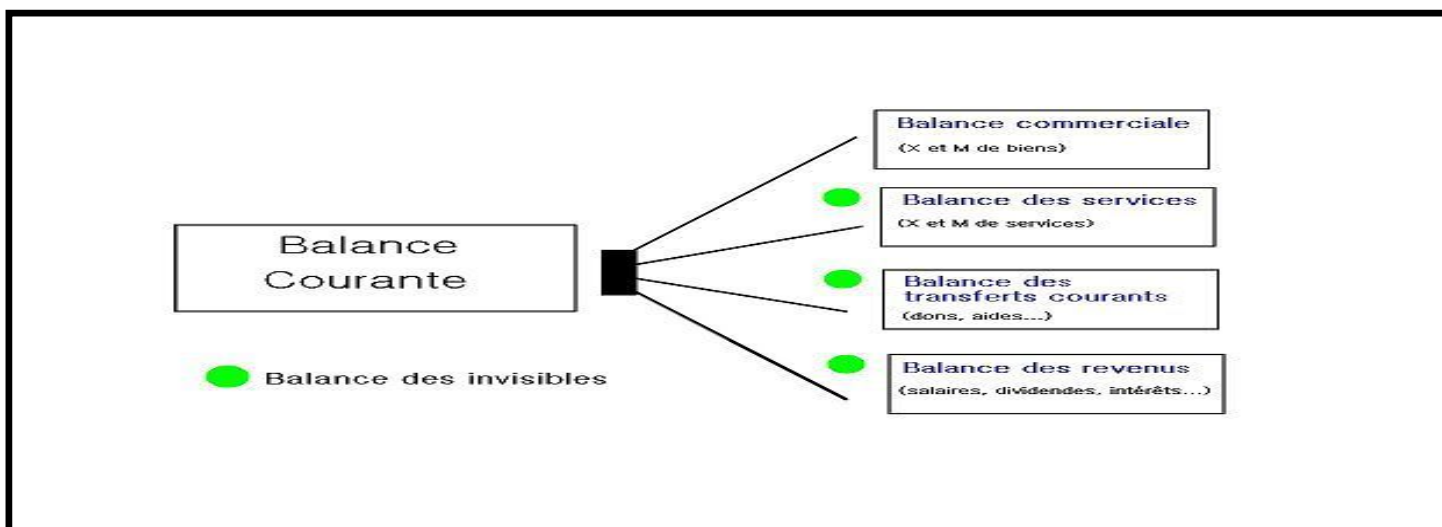 Balance
Courante
Balance des invisibles
Balance commerciale
(X et M de biens)
Balance des services
(X et M de services)
Balance des
transferts courants
(dons, aides...)
Balance des revenus
(salaires, dividendes, intérêts...)